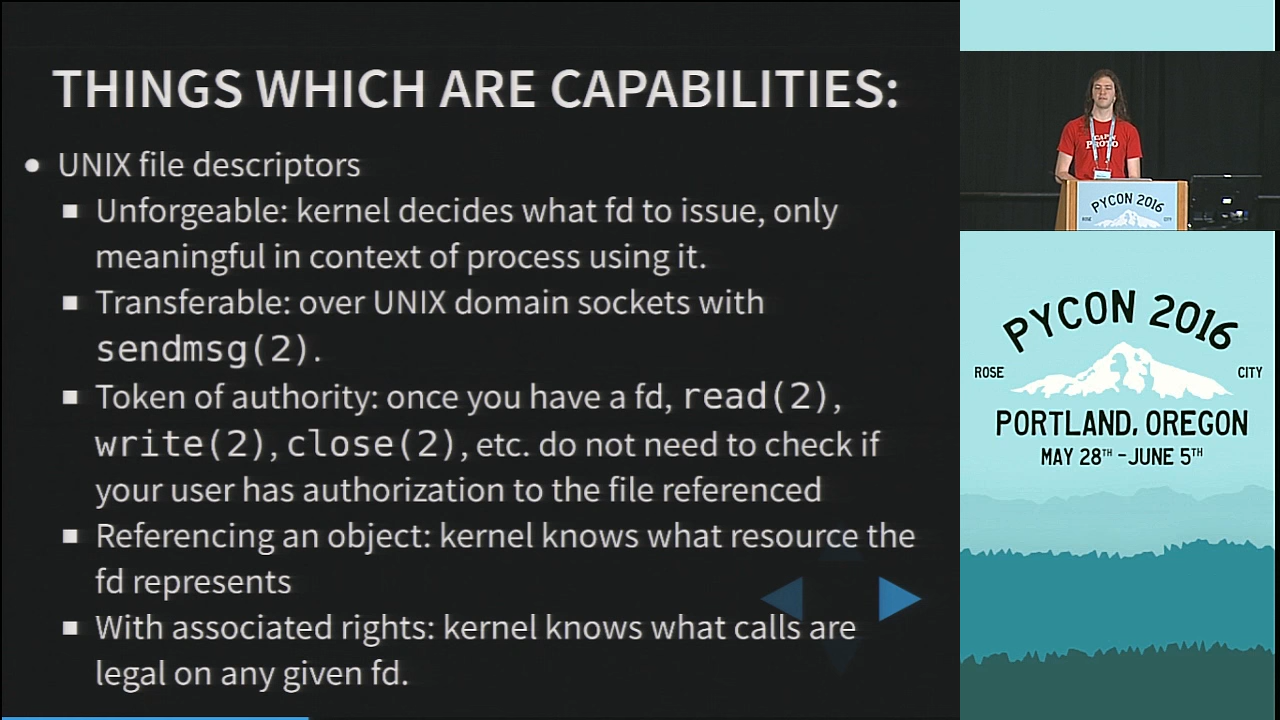 THINGS WHICH ARE CAPABILITIES:
• UNIX file descriptors
▪ Unforgeable: kernel decides what fd to issue, only
meaningful in context of process using it.
▪ Transferable: over UNIX domain sockets with
sendmsg(2).
▪ Token of authority: once you have a fd, read(2),
write(2), close(2), etc. do not need to check if
your user has authorization to the file referenced
▪ Referencing an object: kernel knows what resource the
fd represents
▪ With associated rights: kernel knows what calls are
legal on any given fd.
CAP'N
PROTO
PYCON 2016
ROSE CITY
PYCON 2016
ROSE CITY
PORTLAND, OREGON
MAY 28TH - JUNE 5TH